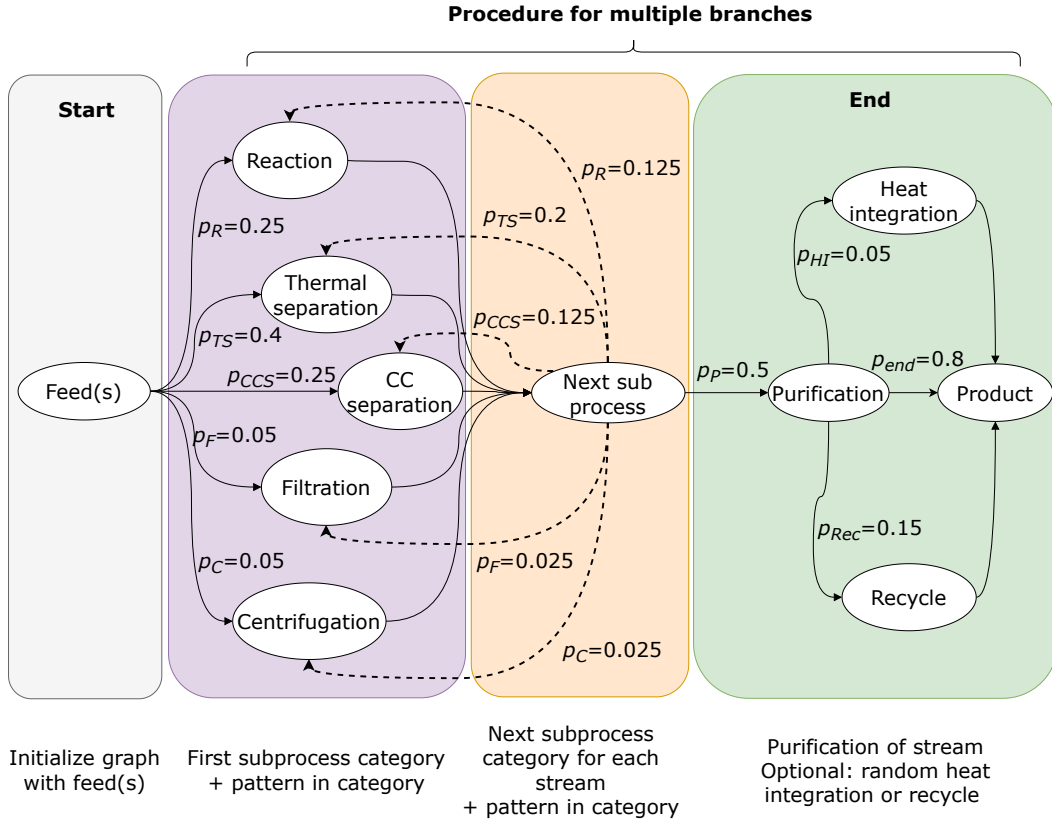 Procedure for multiple branches
Start
End
Reaction
Heat
integration
p_R=0.125
p_TS=0.2
p_R=0.25
p_HI=0.05
Thermal
separation
p_CCS=0.125
p_TS=0.4
p_CCS=0.25
p_P=0.5
p_end=0.8
Feed(s)
CC
separation
Next sub
process
Purification
Product
p_F=0.05
Filtration
p_Rec=0.15
p_C=0.05
p_F=0.025
Centrifugation
Recycle
p_C=0.025
Initialize graph
with feed(s)
First subprocess category
+ pattern in category
Next subprocess
category for each
stream
+ pattern in category
Purification of stream
Optional: random heat
integration or recycle